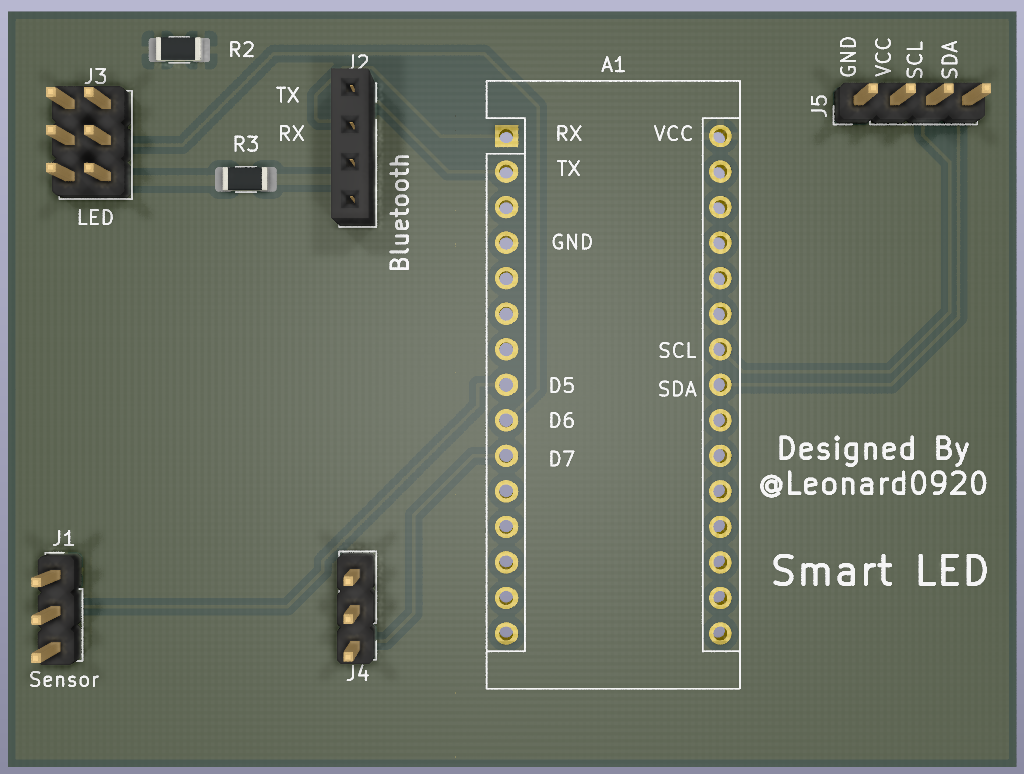 R2
J3
J2
A1
GND
VCC
SCL
SDA
J5
TX
RX
RX
VCC
TX
R3
LED
Bluetooth
GND
SCL
D5
SDA
D6
D7
Designed By
@Leonard0920
Smart LED
J1
Sensor
J4